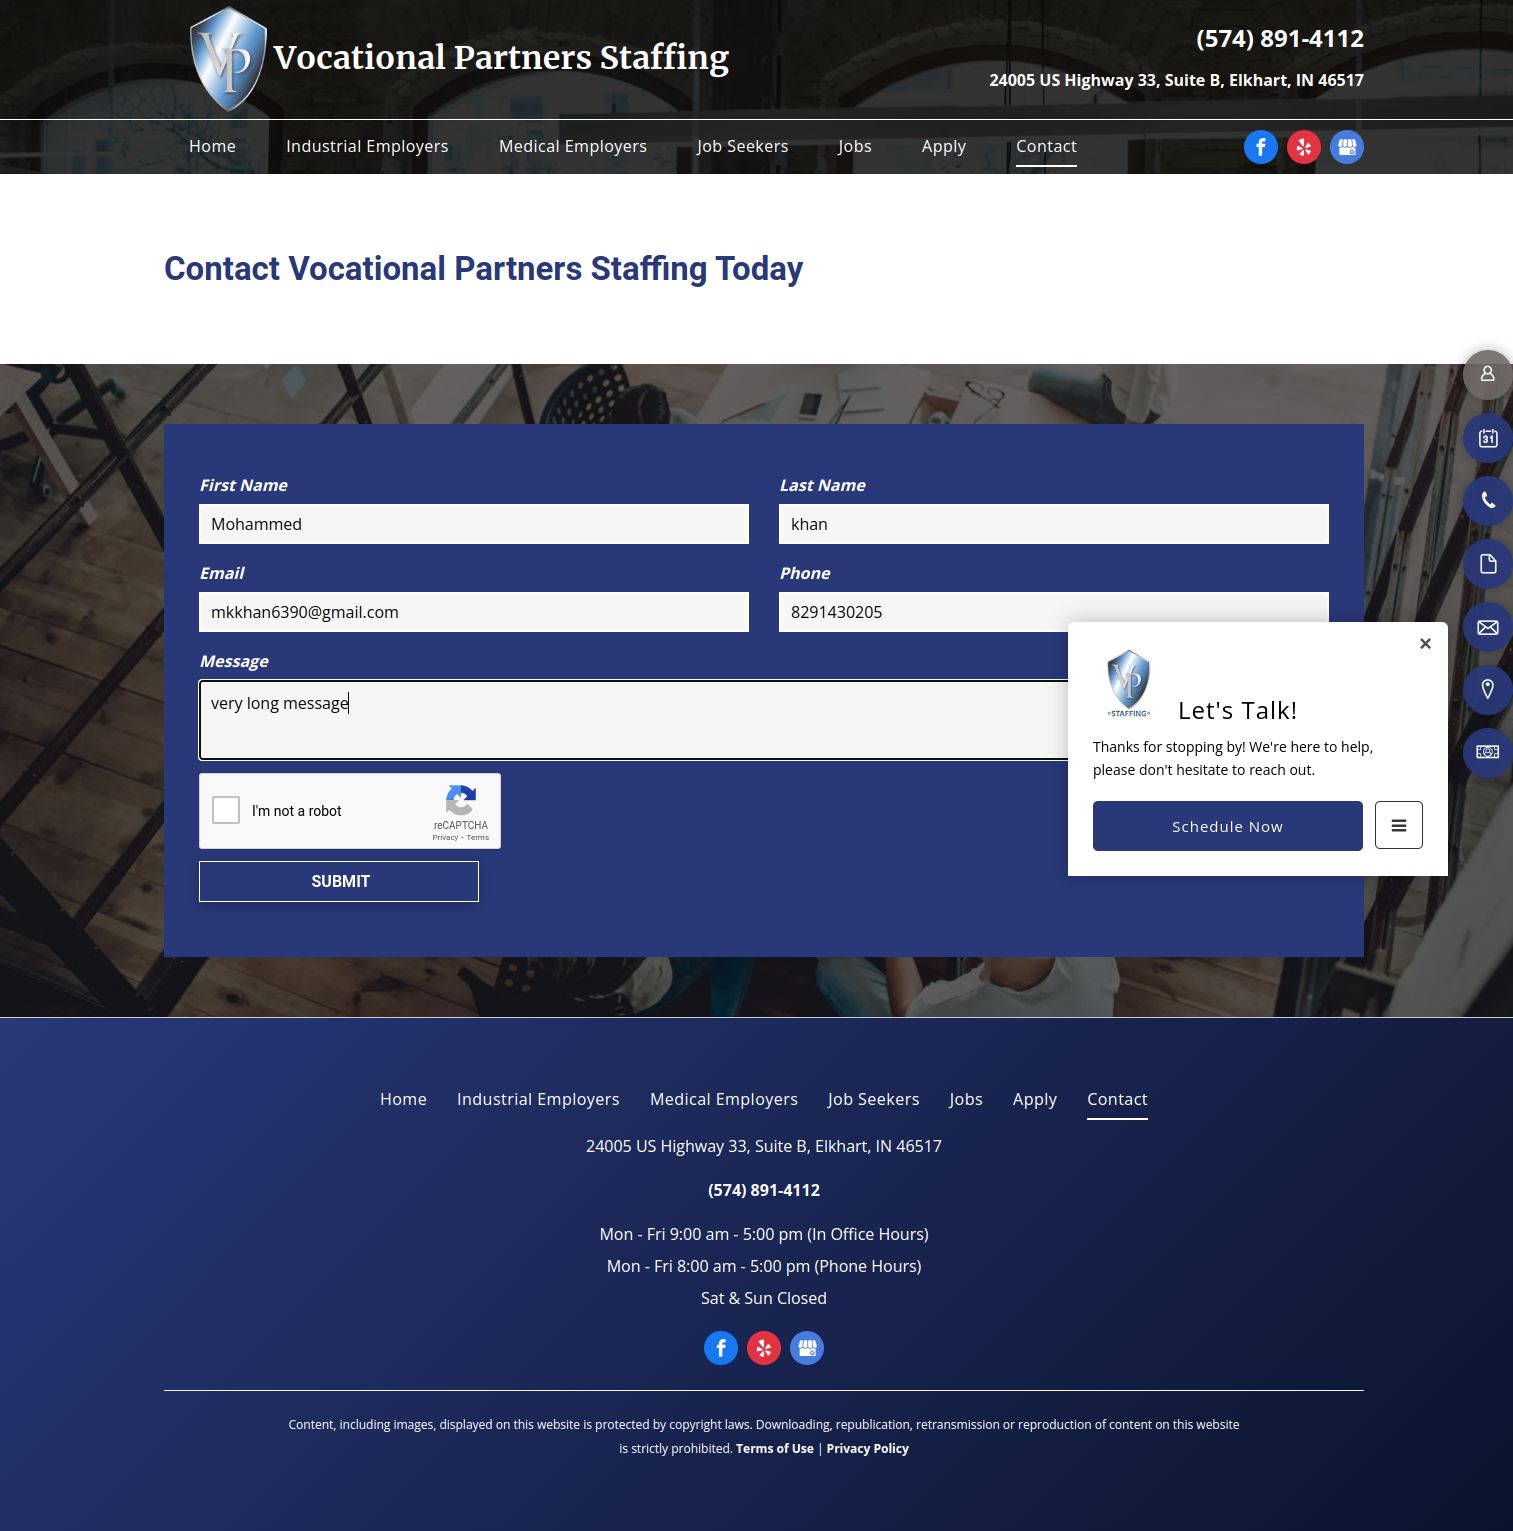 VP
Vocational Partners Staffing
(574) 891-4112
24005 US Highway 33, Suite B, Elkhart, IN 46517
Home Industrial Employers Medical Employers Job Seekers Jobs Apply Contact
Contact Vocational Partners Staffing Today
31
First Name Last Name
Mohammed khan
Email Phone
mkkhan6390@gmail.com 8291430205
Message
very long message
×
VP
STAFFING
Let's Talk!
Thanks for stopping by! We're here to help,
please don't hesitate to reach out.
Schedule Now
I'm not a robot
reCAPTCHA
Privacy - Terms
SUBMIT
Home Industrial Employers Medical Employers Job Seekers Jobs Apply Contact
24005 US Highway 33, Suite B, Elkhart, IN 46517
(574) 891-4112
Mon - Fri 9:00 am - 5:00 pm (In Office Hours)
Mon - Fri 8:00 am - 5:00 pm (Phone Hours)
Sat & Sun Closed
Content, including images, displayed on this website is protected by copyright laws. Downloading, republication, retransmission or reproduction of content on this website
is strictly prohibited. Terms of Use | Privacy Policy